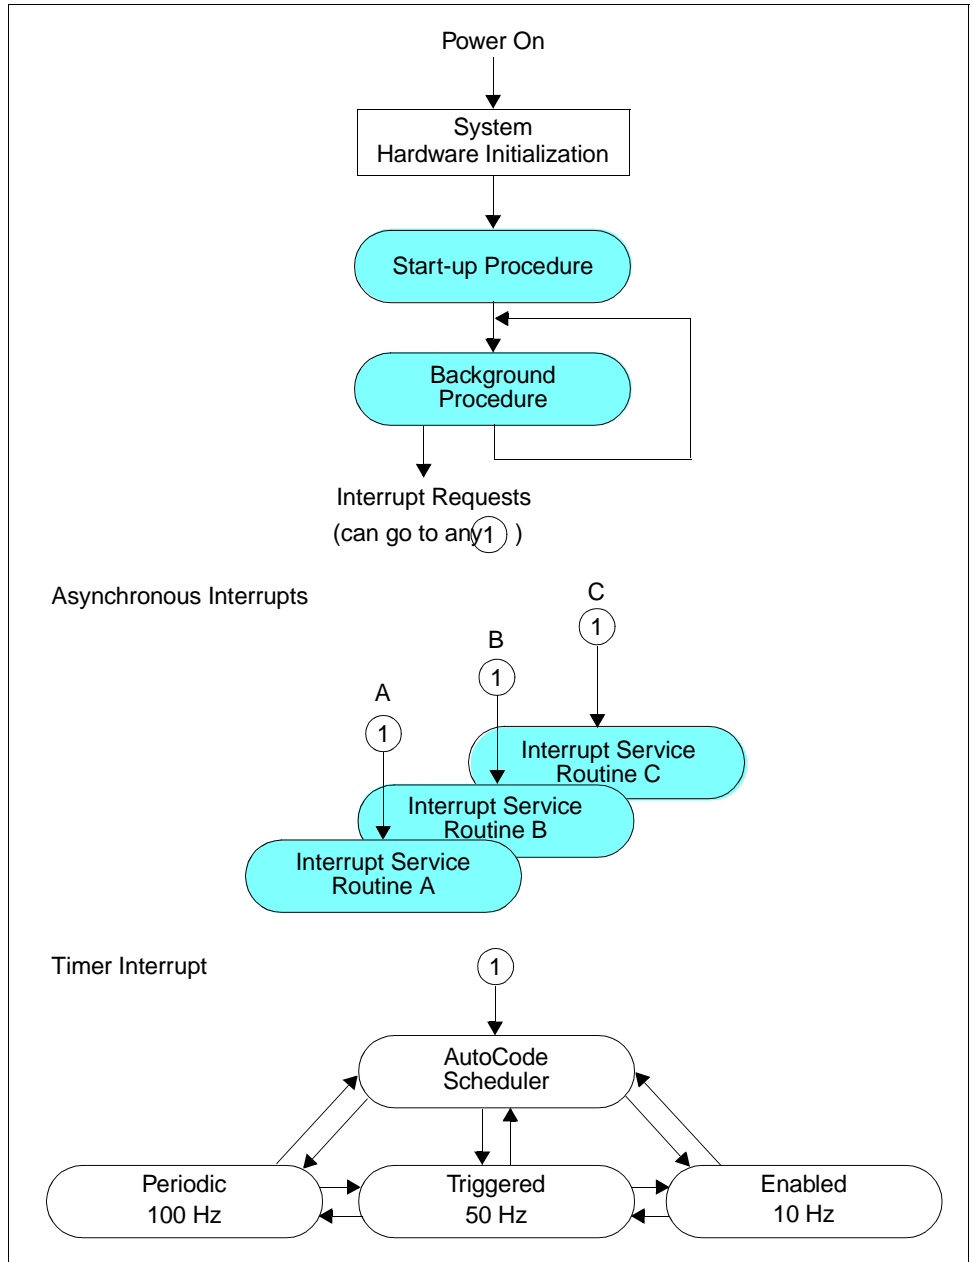 Power On
System
Hardware Initialization
Start-up Procedure
Background
Procedure
Interrupt Requests
(can go to any 1 )
Asynchronous Interrupts
C
1
B
1
A
1
Interrupt Service
Routine C
Interrupt Service
Routine B
Interrupt Service
Routine A
Timer Interrupt
1
AutoCode
Scheduler
Periodic
100 Hz
Triggered
50 Hz
Enabled
10 Hz